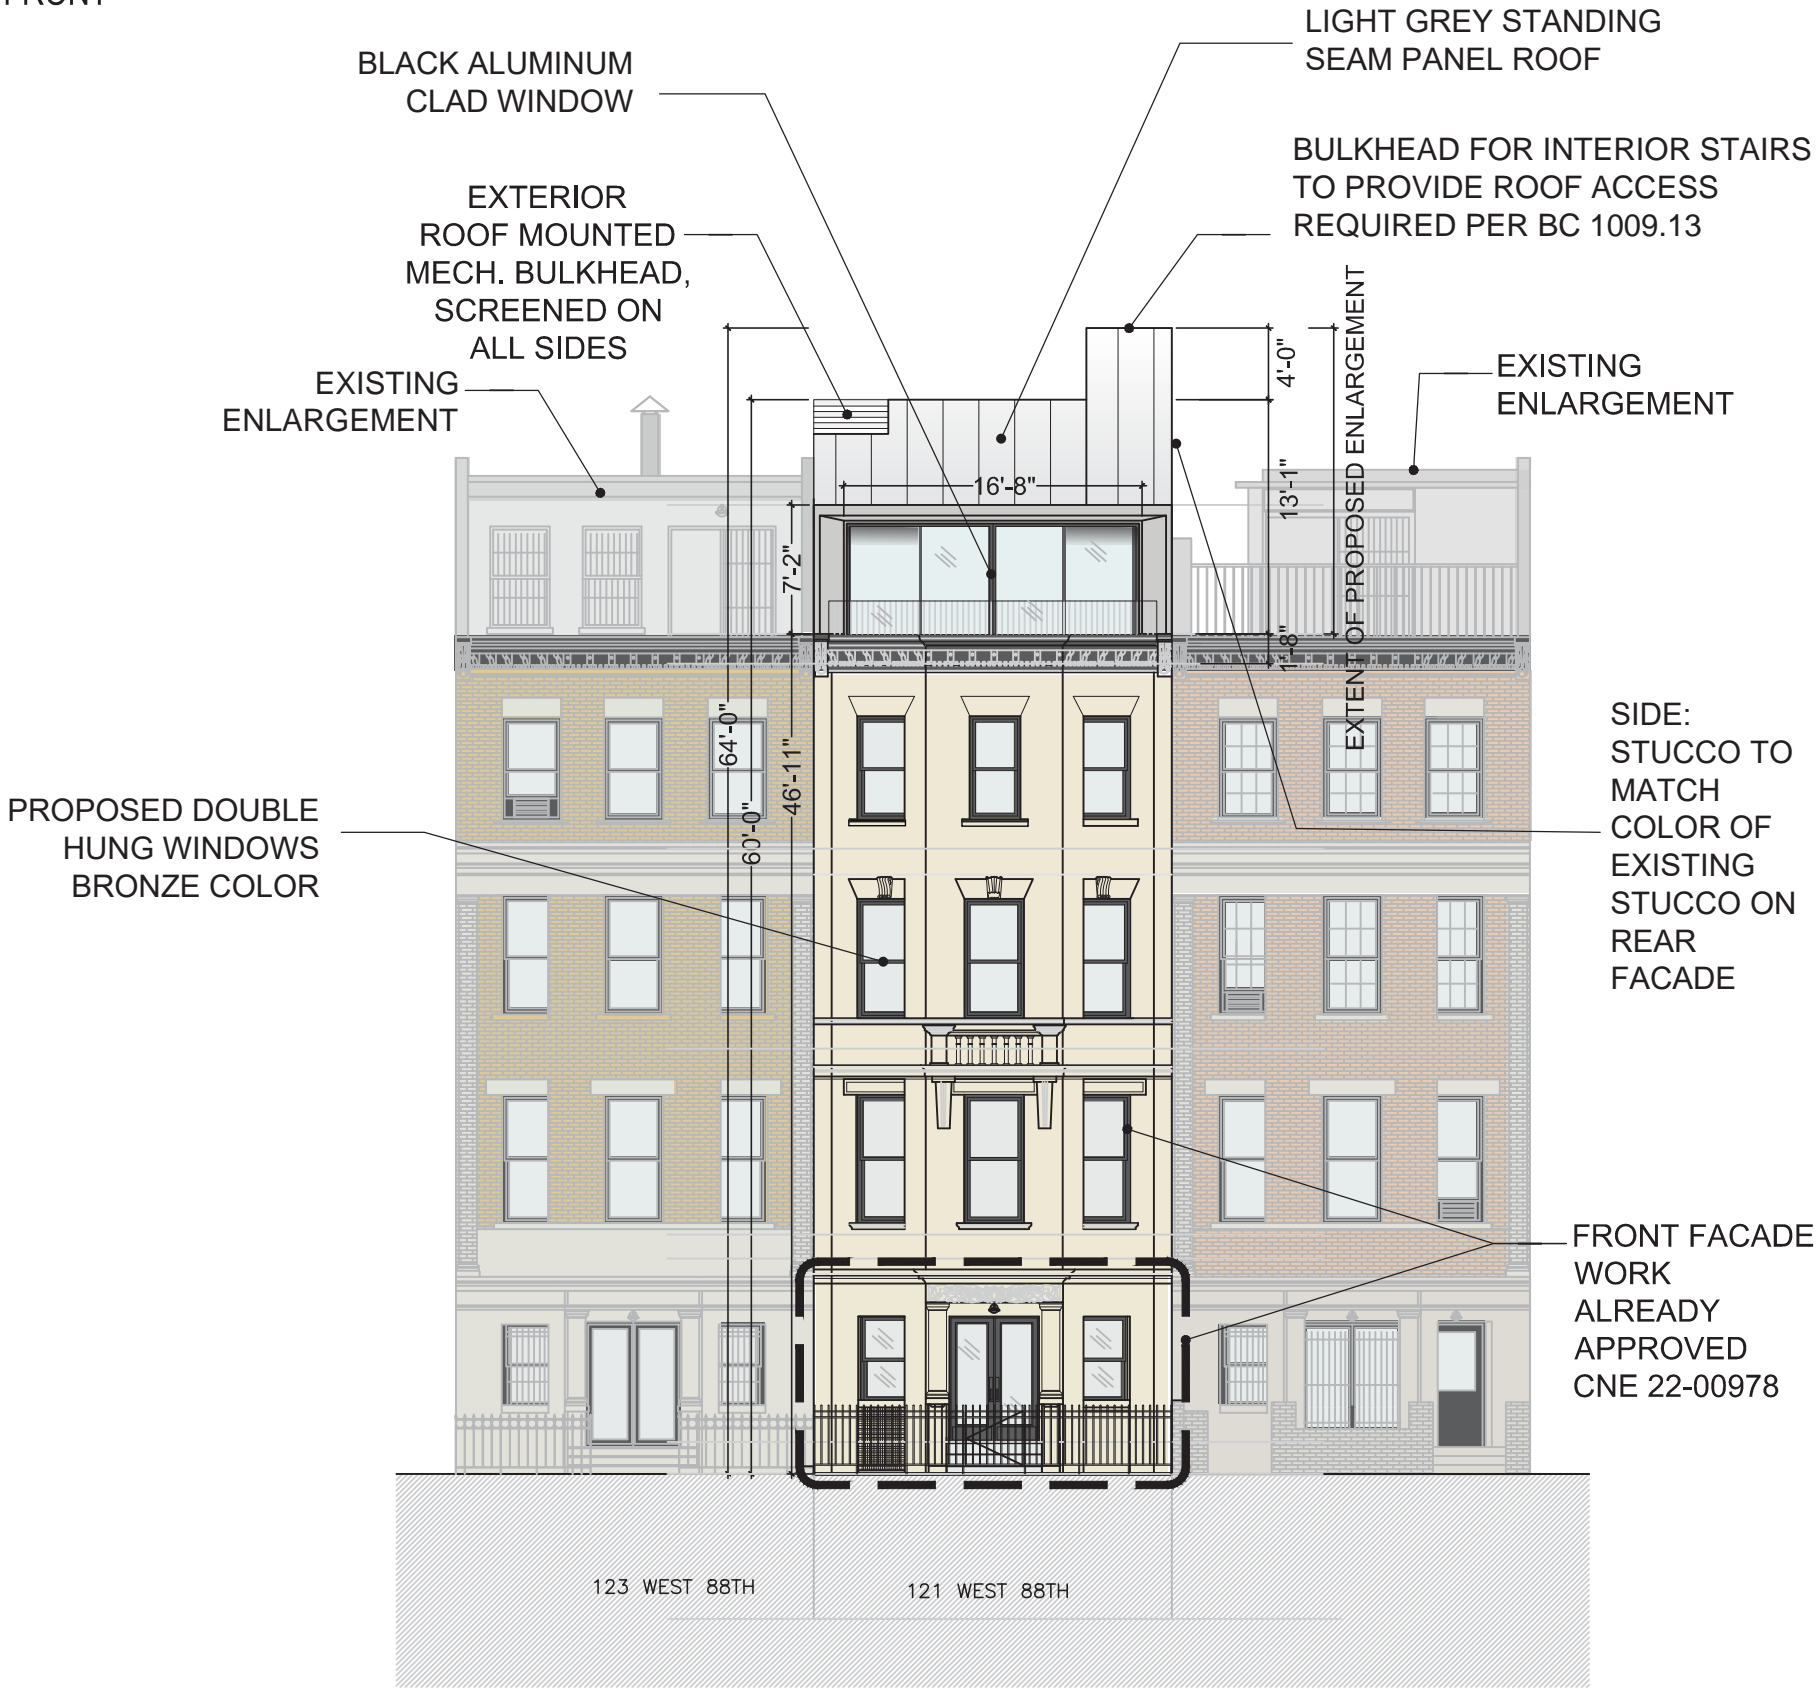 FRONT
LIGHT GREY STANDING
SEAM PANEL ROOF
BLACK ALUMINUM
CLAD WINDOW
BULKHEAD FOR INTERIOR STAIRS
TO PROVIDE ROOF ACCESS
REQUIRED PER BC 1009.13
EXTERIOR
ROOF MOUNTED
MECH. BULKHEAD,
SCREENED ON
ALL SIDES
EXISTING
ENLARGEMENT
EXISTING
ENLARGEMENT
4'-0"
13'-1"
1'-8"
EXTENT OF PROPOSED ENLARGEMENT
16'-8"
7'-2"
64'-0"
60'-0"
46'-11"
SIDE:
STUCCO TO
MATCH
COLOR OF
EXISTING
STUCCO ON
REAR
FACADE
PROPOSED DOUBLE
HUNG WINDOWS
BRONZE COLOR
FRONT FACADE
WORK
ALREADY
APPROVED
CNE 22-00978
123 WEST 88TH
121 WEST 88TH